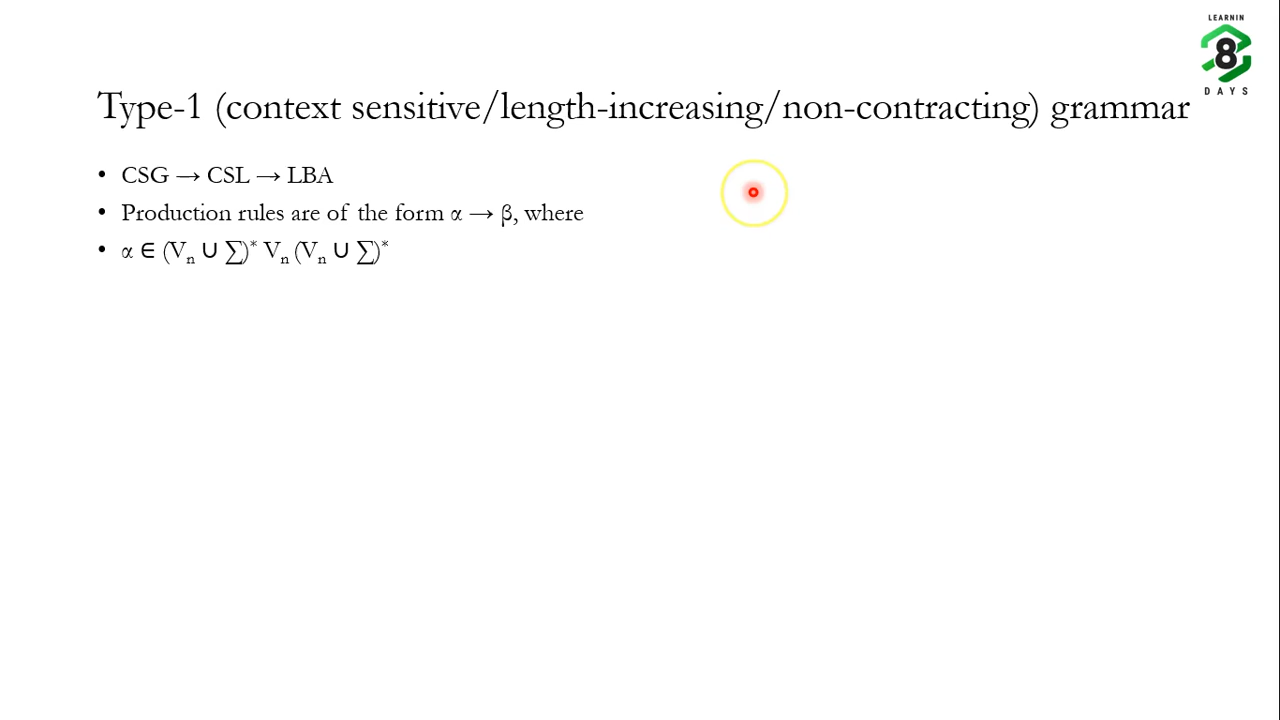 LEARNIN
8
DAYS
Type-1 (context sensitive/length-increasing/non-contracting) grammar
• CSG → CSL → LBA
• Production rules are of the form α → β, where
• α ∈ (Vₙ ∪ ∑)* Vₙ (Vₙ ∪ ∑)*